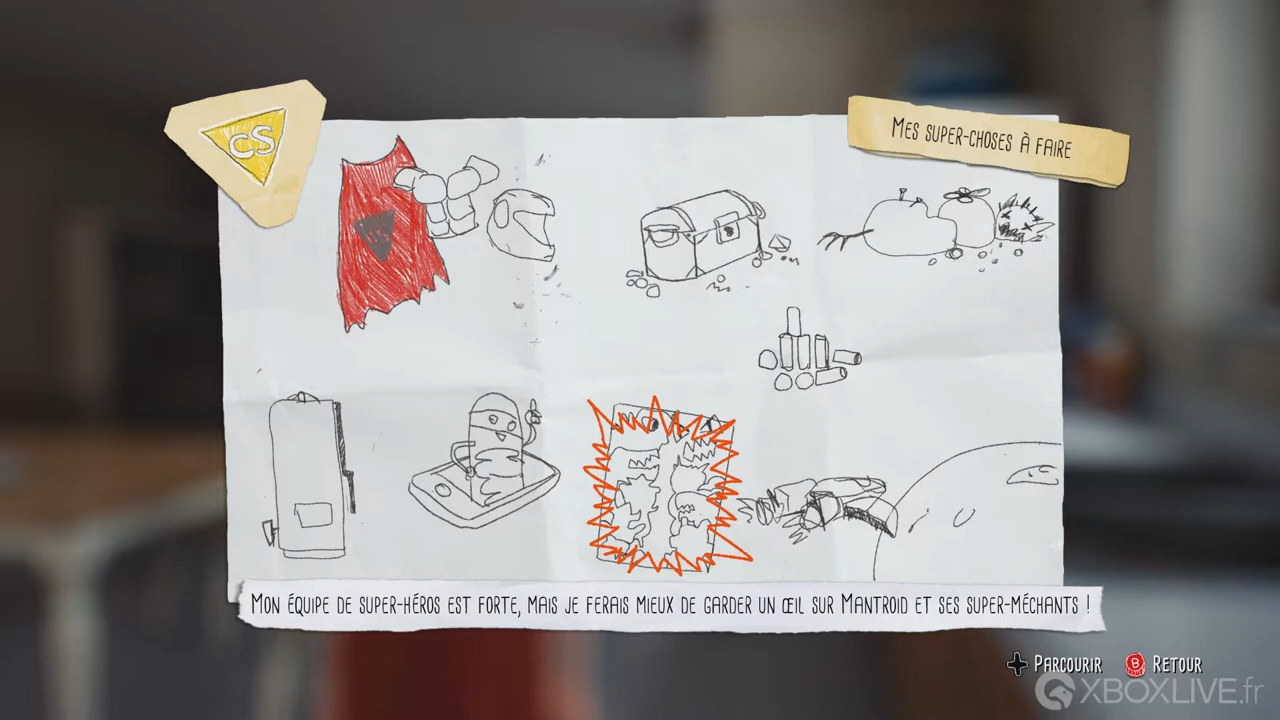 CS
Mes super-choses à faire
Mon équipe de super-héros est forte, mais je ferais mieux de garder un œil sur Mantroid et ses super-méchants !
Parcourir B Retour
XBOXLIVE.fr